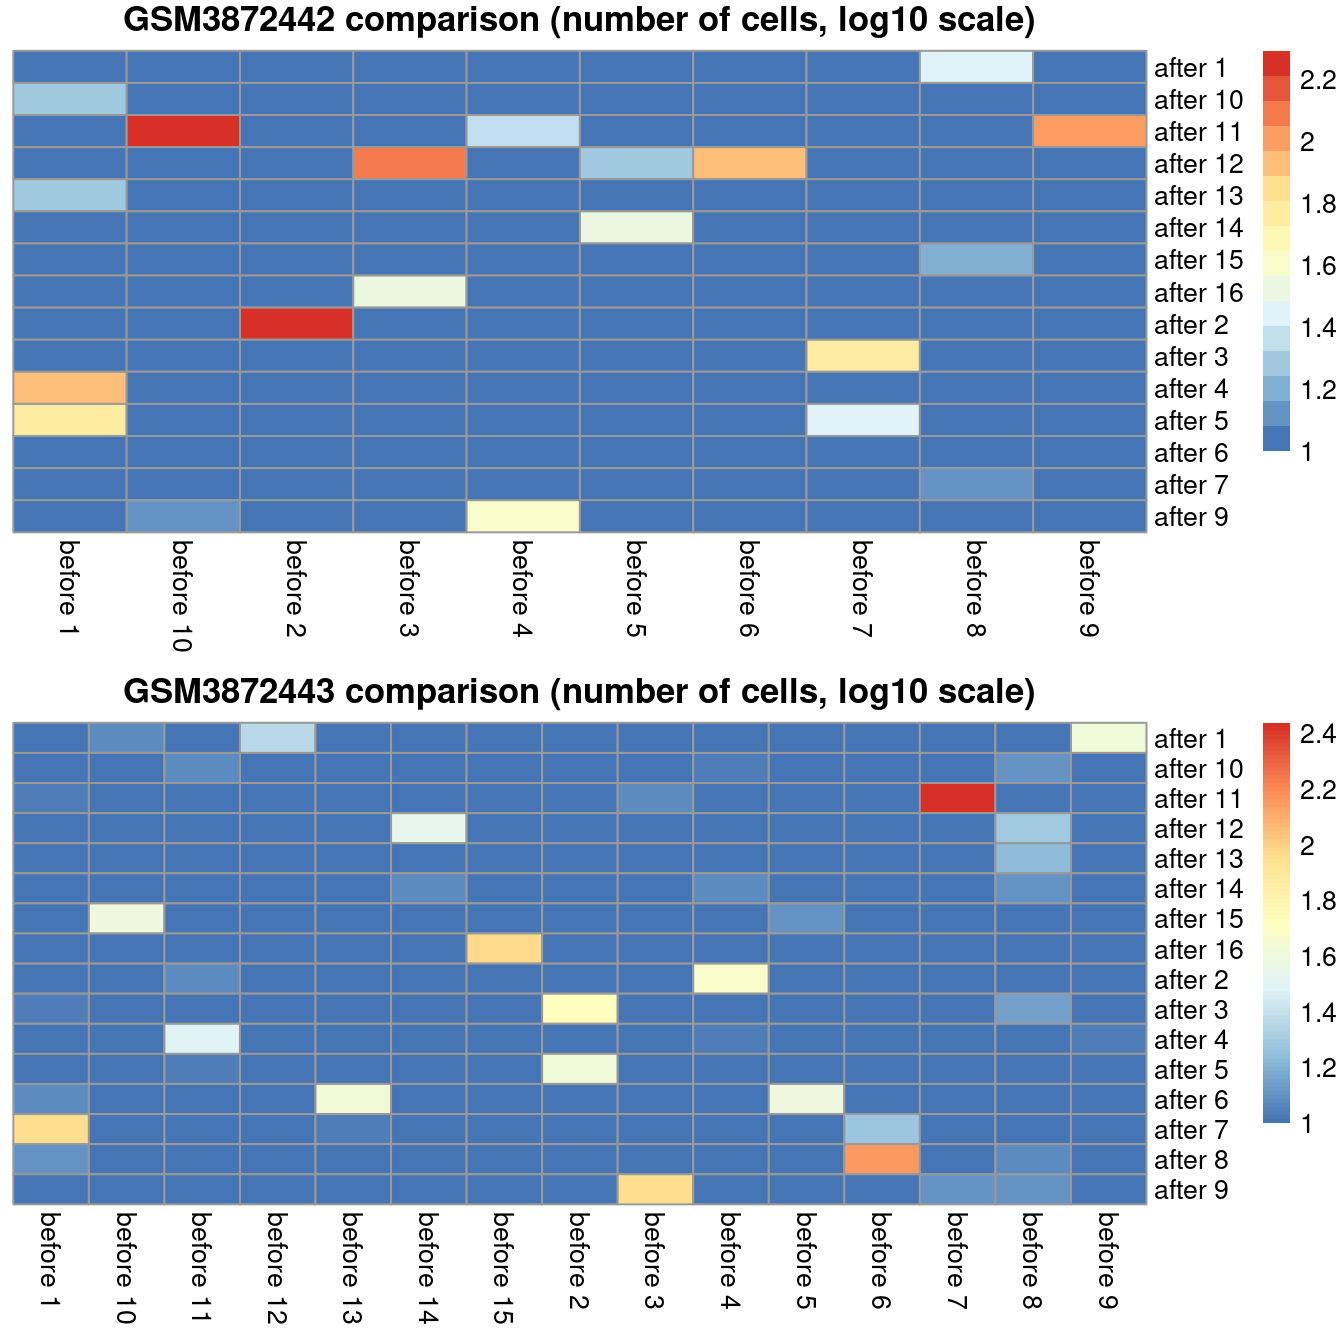 GSM3872442 comparison (number of cells, log10 scale)
after 1
after 10
after 11
after 12
after 13
after 14
after 15
after 16
after 2
after 3
after 4
after 5
after 6
after 7
after 9
2.2
2
1.8
1.6
1.4
1.2
1
before 1
before 10
before 2
before 3
before 4
before 5
before 6
before 7
before 8
before 9
GSM3872443 comparison (number of cells, log10 scale)
after 1
after 10
after 11
after 12
after 13
after 14
after 15
after 16
after 2
after 3
after 4
after 5
after 6
after 7
after 8
after 9
2.4
2.2
2
1.8
1.6
1.4
1.2
1
before 1
before 10
before 11
before 12
before 13
before 14
before 15
before 2
before 3
before 4
before 5
before 6
before 7
before 8
before 9